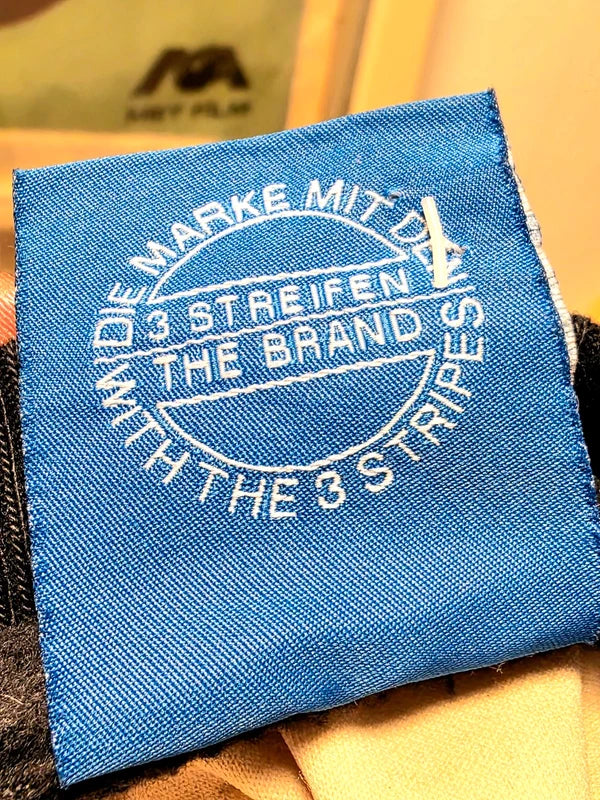 DIE MARKE MIT DEN
3 STREIFEN
THE BRAND
WITH THE 3 STRIPES